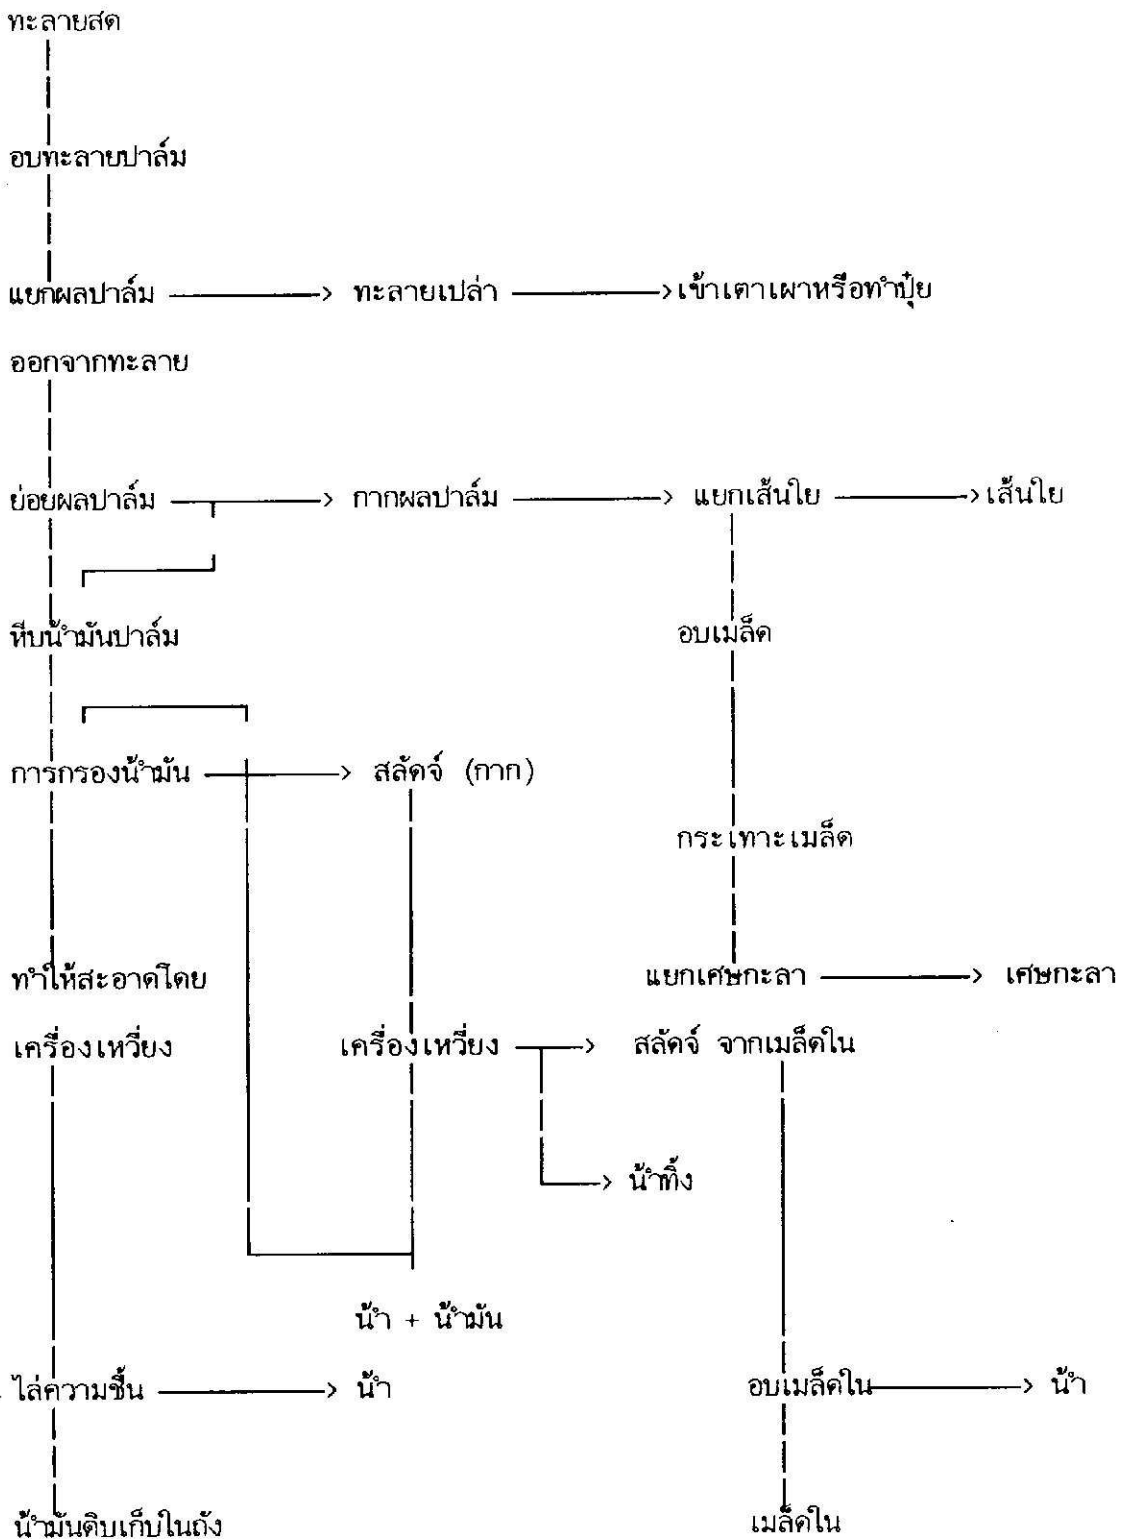 ทะลายสด
อบทะลายปาล์ม
แยกผลปาล์ม ทะลายเปล่า เข้าเตาเผาหรือทำปุ๋ย
ออกจากทะลาย
ย่อยผลปาล์ม กากผลปาล์ม แยกเส้นใย เส้นใย
หีบน้ำมันปาล์ม อบเมล็ด
การกรองน้ำมัน สลัดจ์ (กาก)
กระเทาะเมล็ด
ทำให้สะอาดโดย แยกเศษกะลา เศษกะลา
เครื่องเหวี่ยง เครื่องเหวี่ยง สลัดจ์ จากเมล็ดใน
น้ำทิ้ง
น้ำ + น้ำมัน
ไล่ความชื้น น้ำ อบเมล็ดใน น้ำ
น้ำมันดิบเก็บในถัง เมล็ดใน